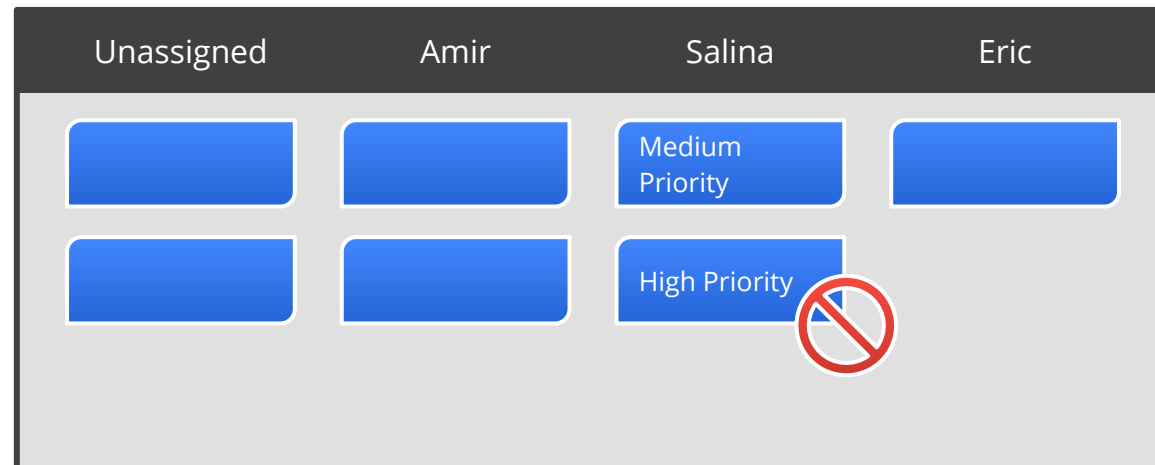 Unassigned
Amir
Salina
Eric
Medium
Priority
High Priority